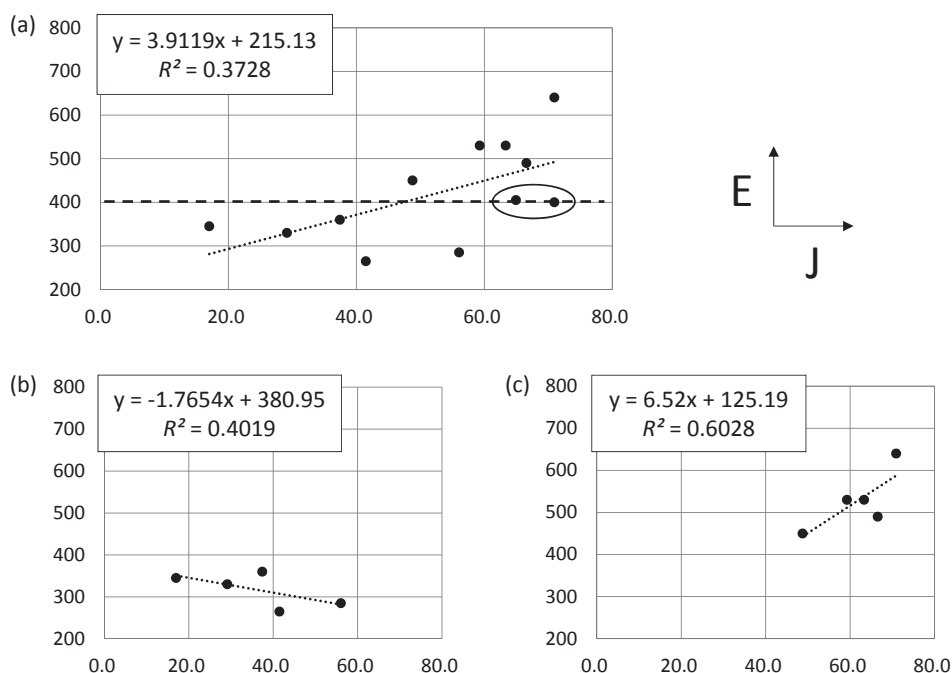 (a)
y = 3.9119x + 215.13
R² = 0.3728
800
700
600
500
400
300
200
0.0 20.0 40.0 60.0 80.0
E
J
(b)
y = -1.7654x + 380.95
R² = 0.4019
800
700
600
500
400
300
200
0.0 20.0 40.0 60.0 80.0
(c)
y = 6.52x + 125.19
R² = 0.6028
800
700
600
500
400
300
200
0.0 20.0 40.0 60.0 80.0